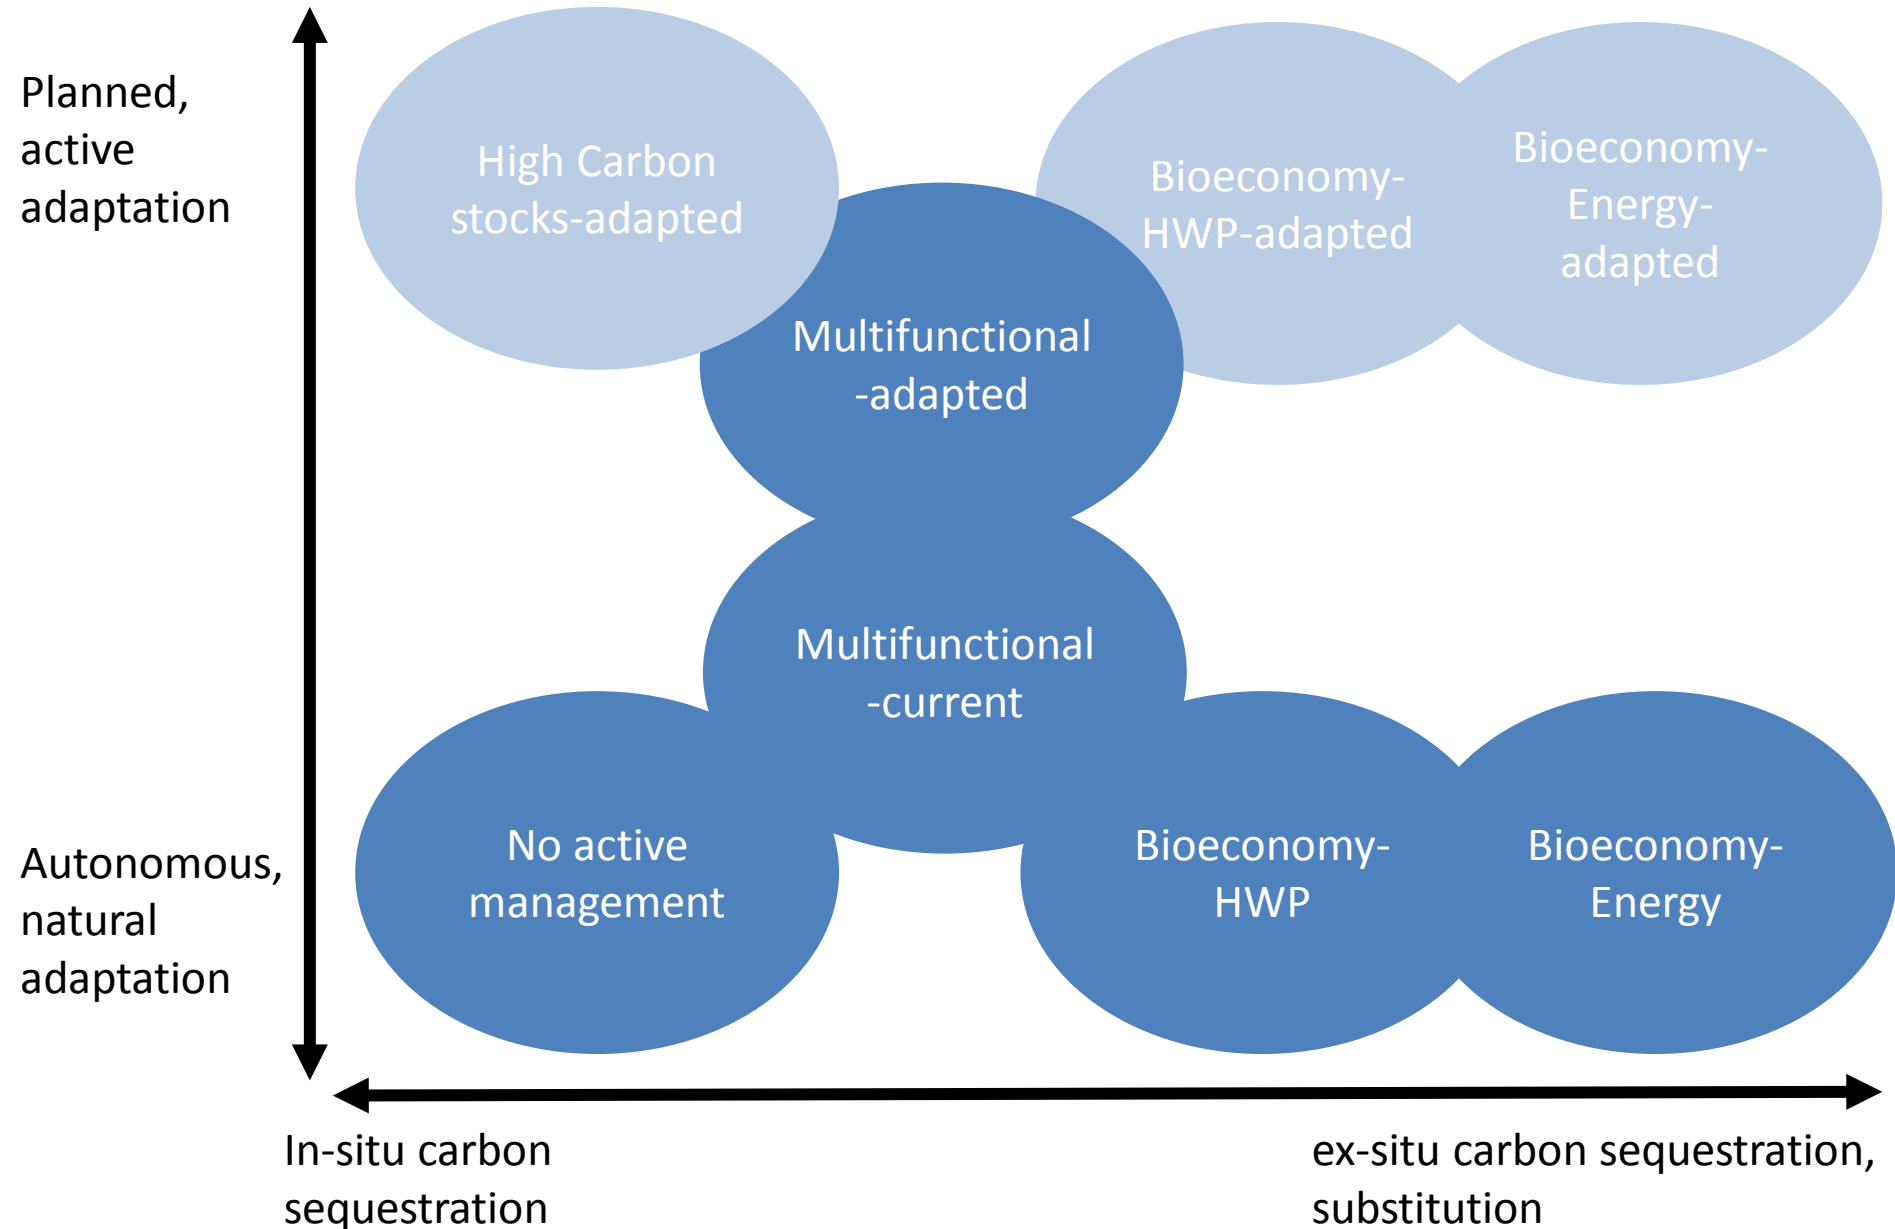 Planned,
active
adaptation
High Carbon
stocks-adapted
Bioeconomy-
HWP-adapted
Bioeconomy-
Energy-
adapted
Multifunctional
-adapted
Multifunctional
-current
No active
management
Bioeconomy-
HWP
Bioeconomy-
Energy
Autonomous,
natural
adaptation
In-situ carbon
sequestration
ex-situ carbon sequestration,
substitution